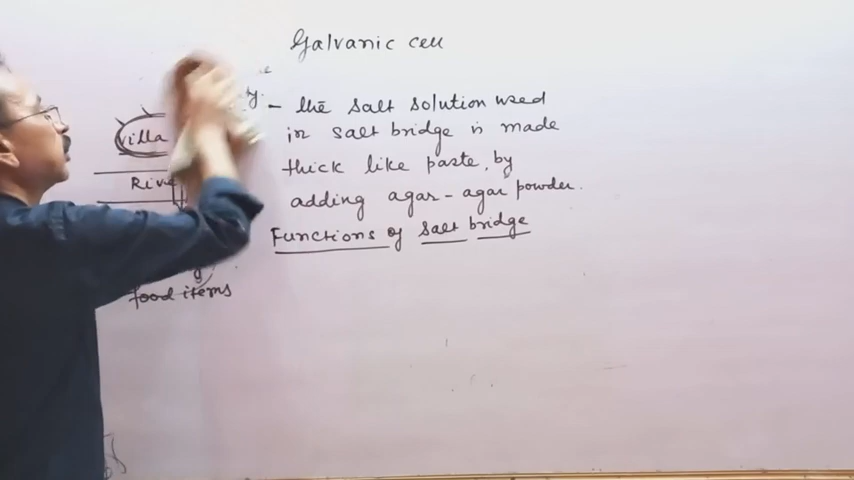 Galvanic cell
- the salt solution used
in salt bridge is made
thick like paste, by
adding agar-agar powder.
Functions of salt bridge
villa
Rive
food items